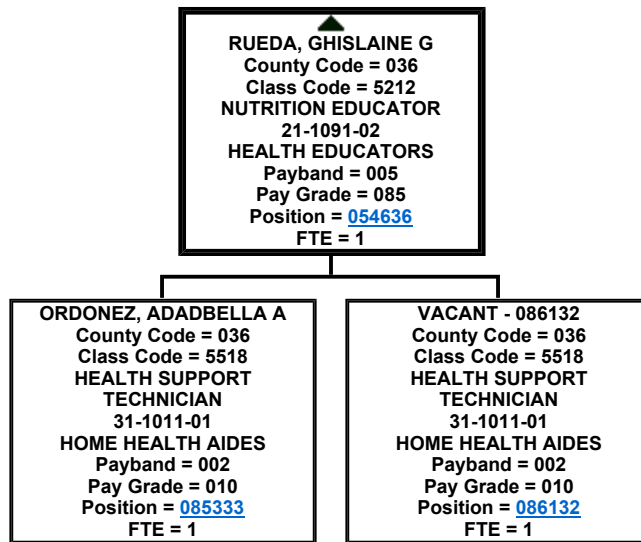 RUEDA, GHISLAINE G
County Code = 036
Class Code = 5212
NUTRITION EDUCATOR
21-1091-02
HEALTH EDUCATORS
Payband = 005
Pay Grade = 085
Position = 054636
FTE = 1
ORDONEZ, ADADBELLA A
County Code = 036
Class Code = 5518
HEALTH SUPPORT
TECHNICIAN
31-1011-01
HOME HEALTH AIDES
Payband = 002
Pay Grade = 010
Position = 085333
FTE = 1
VACANT - 086132
County Code = 036
Class Code = 5518
HEALTH SUPPORT
TECHNICIAN
31-1011-01
HOME HEALTH AIDES
Payband = 002
Pay Grade = 010
Position = 086132
FTE = 1